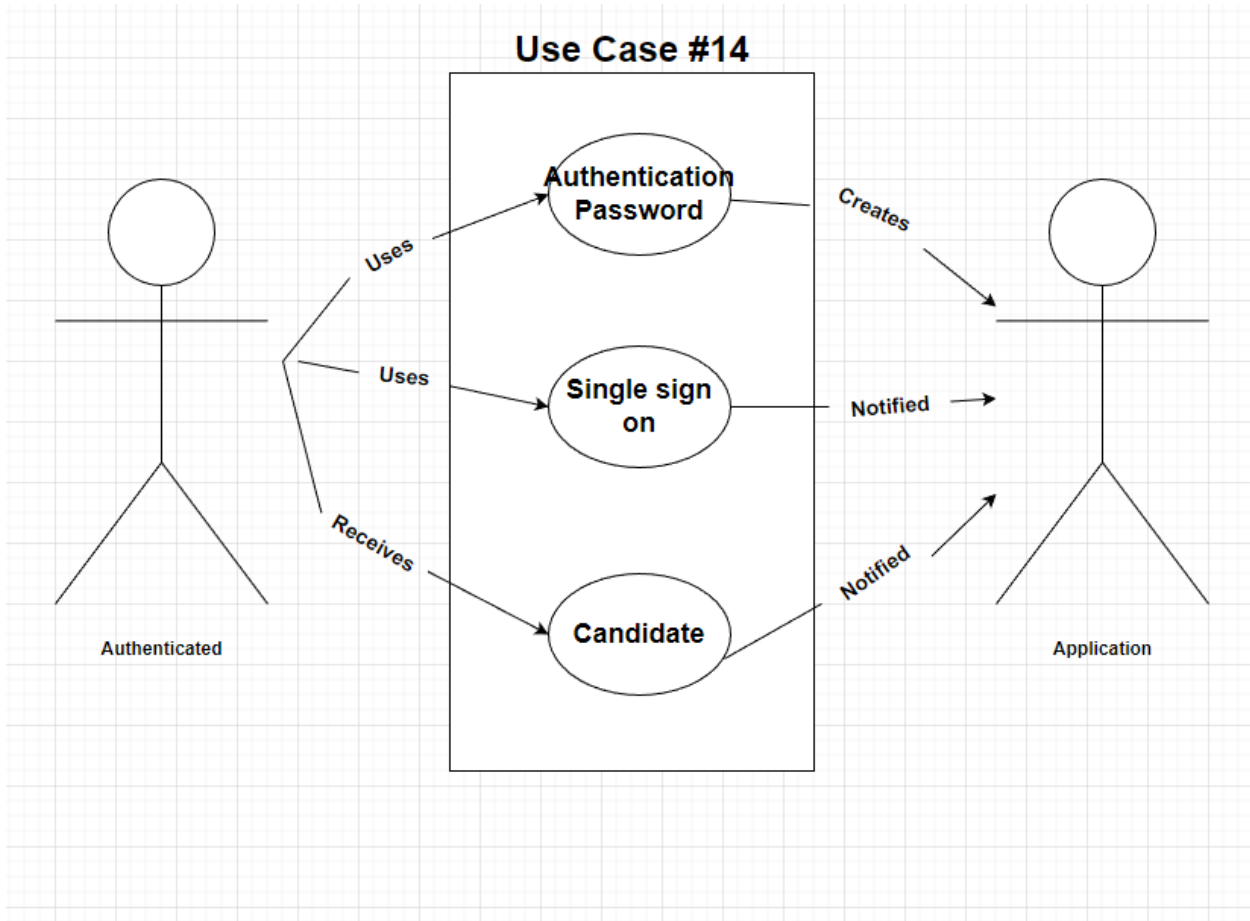 Use Case #14
Authentication
Password
Creates
Uses
Single sign
on
Uses
Notified
Receives
Candidate
Notified
Authenticated
Application